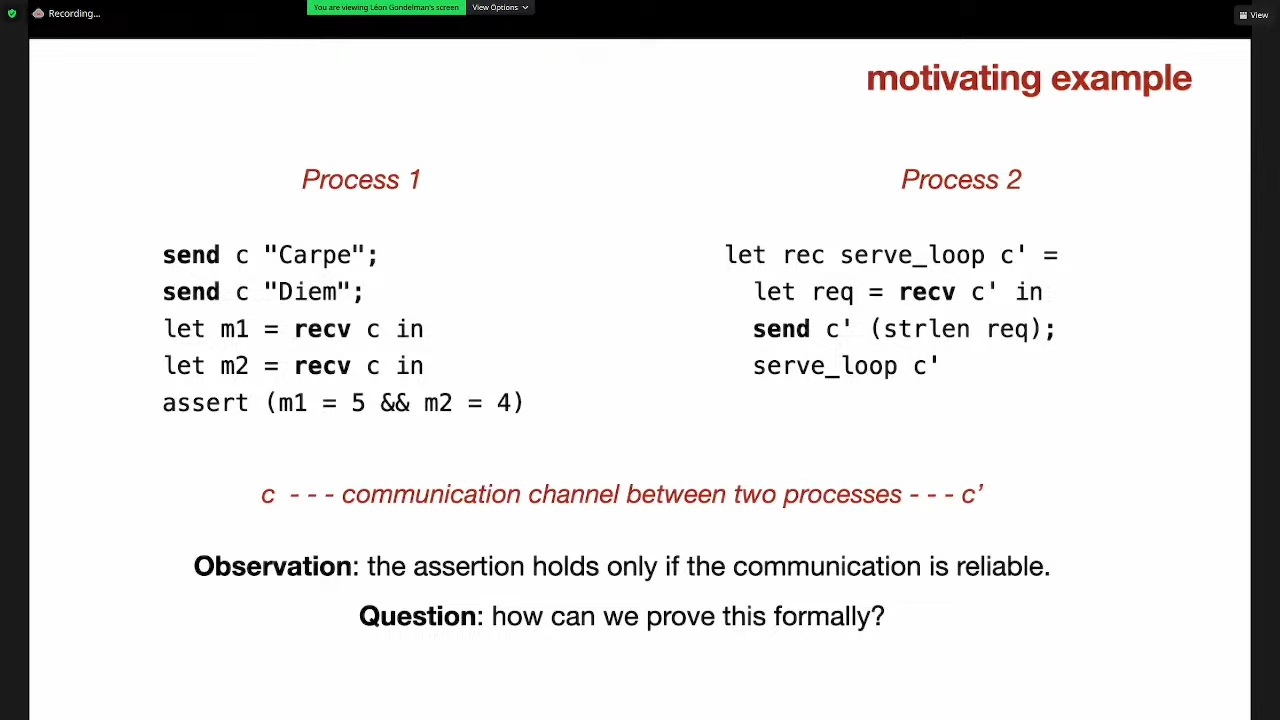 Recording...
You are viewing Léon Gondelman's screen
View Options
View
motivating example
Process 1
send c "Carpe";
send c "Diem";
let m1 = recv c in
let m2 = recv c in
assert (m1 = 5 && m2 = 4)
Process 2
let rec serve_loop c' =
let req = recv c' in
send c' (strlen req);
serve_loop c'
c - - - communication channel between two processes - - - c’
Observation: the assertion holds only if the communication is reliable.
Question: how can we prove this formally?